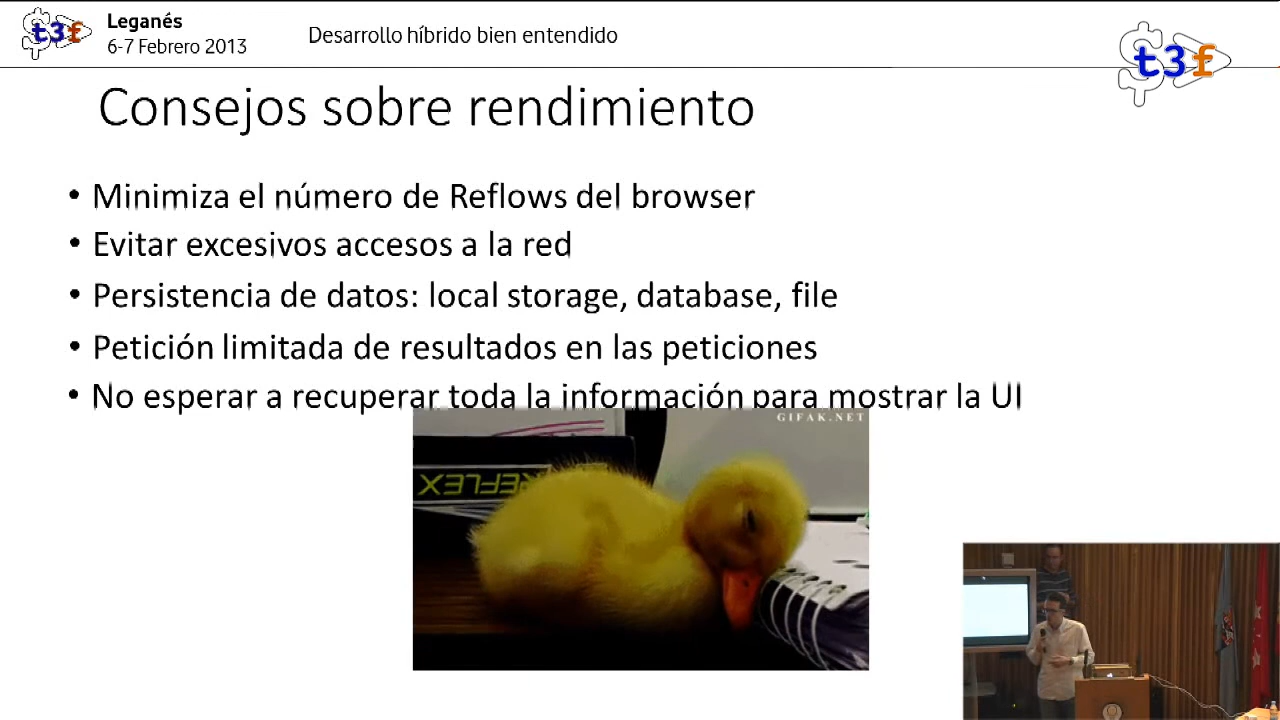 t3f
Leganés
6-7 Febrero 2013
Desarrollo híbrido bien entendido
t3f
Consejos sobre rendimiento
• Minimiza el número de Reflows del browser
• Evitar excesivos accesos a la red
• Persistencia de datos: local storage, database, file
• Petición limitada de resultados en las peticiones
• No esperar a recuperar toda la información para mostrar la UI
GIFAK.NET
REFLEX